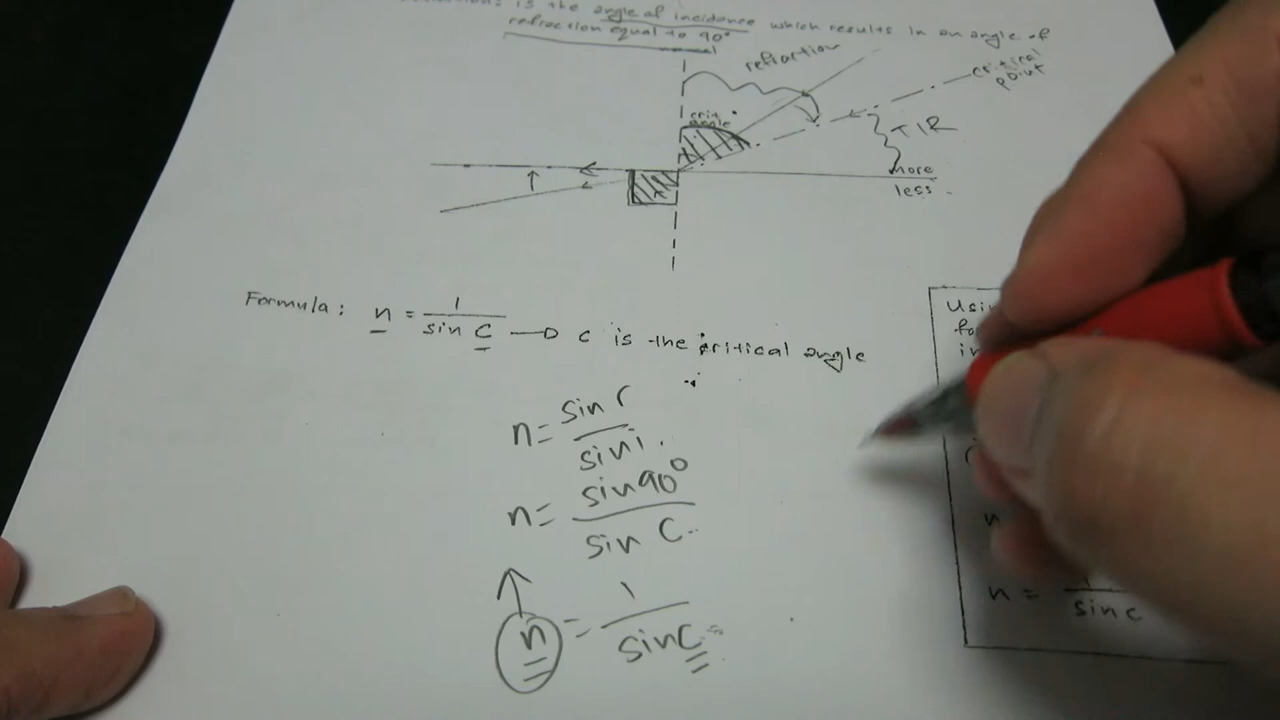 is the angle of incidence which results in an angle of
refraction equal to 90°
refraction
critical
point
crit
angle
TIR
more
less
Formula: n = 1 / sin C → c is the critical angle
n = sin r / sin i
n = sin 90° / sin C
n = 1 / sin C
n
n = 1 / sin c